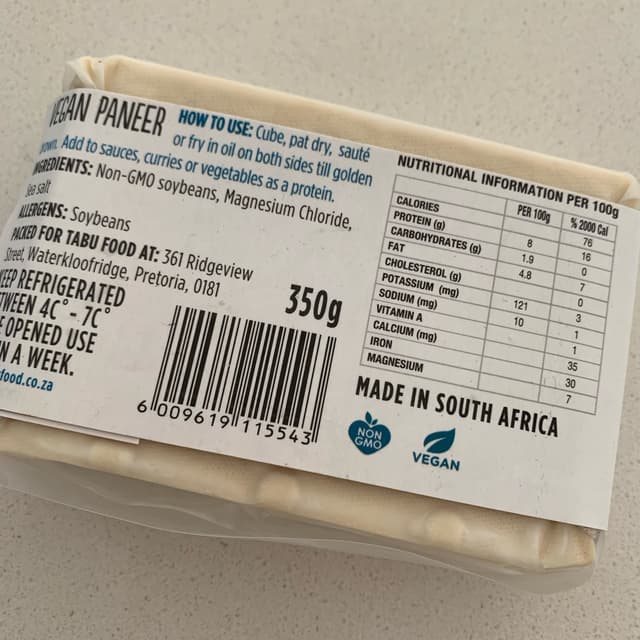 VEGAN PANEER
HOW TO USE: Cube, pat dry, sauté
or fry in oil on both sides till golden
own. Add to sauces, curries or vegetables as a protein.
INGREDIENTS: Non-GMO soybeans, Magnesium Chloride,
Sea salt
ALLERGENS: Soybeans
PACKED FOR TABU FOOD AT: 361 Ridgeview
Street, Waterkloofridge, Pretoria, 0181
KEEP REFRIGERATED
TWEEN 4C° - 7C°
OPENED USE
N A WEEK.
food.co.za
350g
6 009619 115543
NUTRITIONAL INFORMATION PER 100g
PER 100g % 2000 Cal
CALORIES 76
PROTEIN (g) 8 16
CARBOHYDRATES (g) 1.9 0
FAT 4.8 7
CHOLESTEROL (g) 0
POTASSIUM (mg) 121 3
SODIUM (mg) 10 1
VITAMIN A 1
CALCIUM (mg) 35
IRON 30
MAGNESIUM 7
MADE IN SOUTH AFRICA
NON
GMO
VEGAN